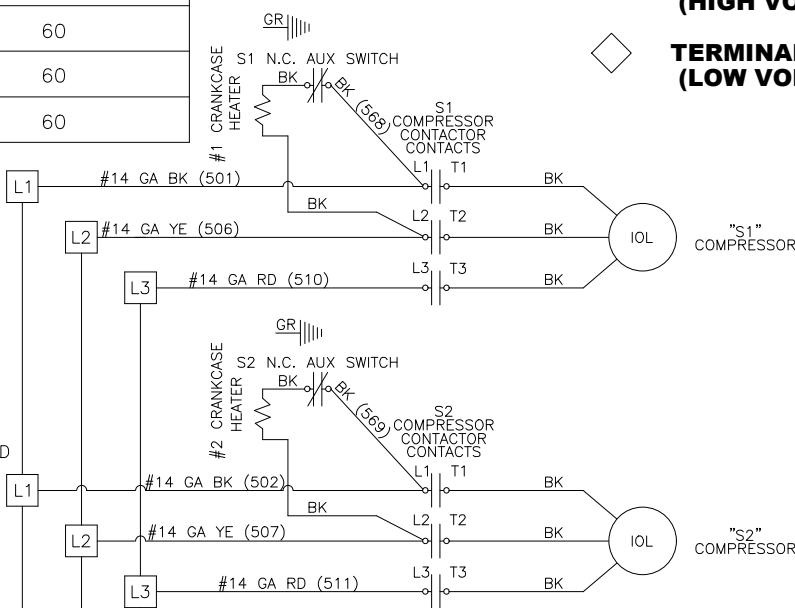 60
60
60
(HIGH VO
TERMINA
(LOW VO
GR
#1 CRANKCASE
HEATER
S1 N.C. AUX SWITCH
BK
BK (568)
S1
COMPRESSOR
CONTACTOR
CONTACTS
L1 T1
L1
#14 GA BK (501)
BK
BK
L2 T2
L2
#14 GA YE (506)
BK
IOL
"S1"
COMPRESSOR
L3 T3
L3
#14 GA RD (510)
BK
GR
#2 CRANKCASE
HEATER
S2 N.C. AUX SWITCH
BK
BK (569)
S2
COMPRESSOR
CONTACTOR
CONTACTS
D
L1 T1
L1
#14 GA BK (502)
BK
BK
L2 T2
L2
#14 GA YE (507)
BK
IOL
"S2"
COMPRESSOR
L3 T3
L3
#14 GA RD (511)
BK